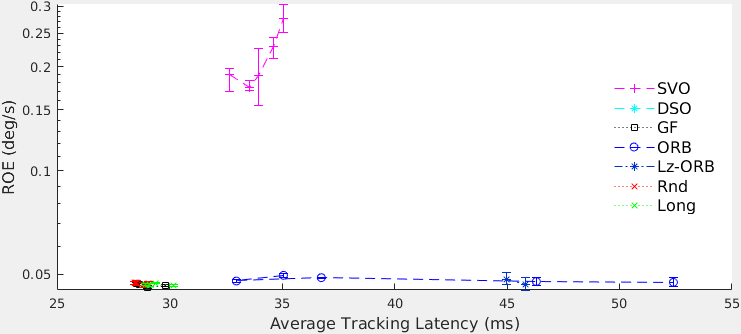 0.3
0.25
0.2
0.15
0.1
0.05
ROE (deg/s)
SVO
DSO
GF
ORB
Lz-ORB
Rnd
Long
25 30 35 40 45 50 55
Average Tracking Latency (ms)